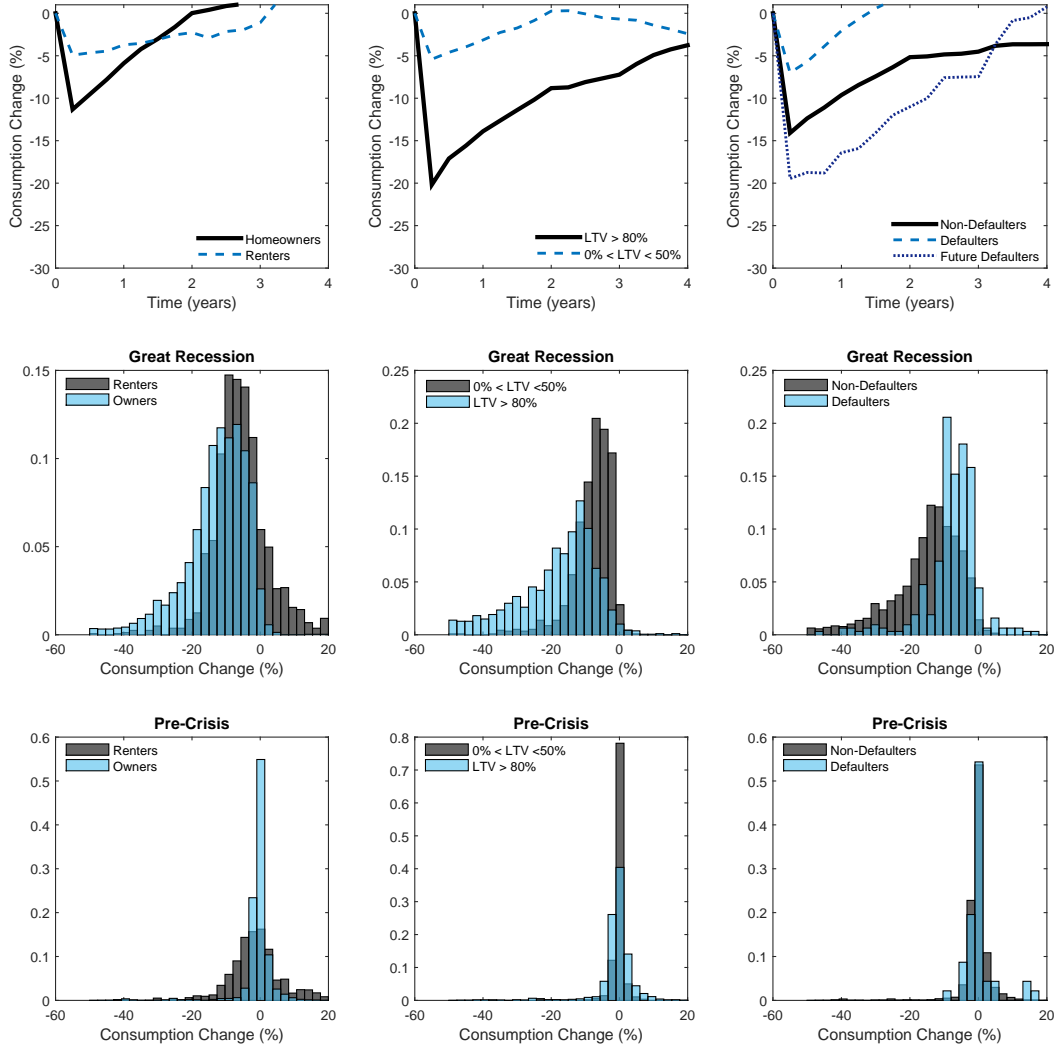 0
-5
-10
-15
-20
-25
-30
Consumption Change (%)
Homeowners
Renters
0 1 2 3 4
Time (years)
0
-5
-10
-15
-20
-25
-30
Consumption Change (%)
LTV > 80%
0% < LTV < 50%
0 1 2 3 4
Time (years)
0
-5
-10
-15
-20
-25
-30
Consumption Change (%)
Non-Defaulters
Defaulters
Future Defaulters
0 1 2 3 4
Time (years)
Great Recession
0.15
0.1
0.05
0
Renters
Owners
-60 -40 -20 0 20
Consumption Change (%)
Great Recession
0.25
0.2
0.15
0.1
0.05
0
0% < LTV <50%
LTV > 80%
-60 -40 -20 0 20
Consumption Change (%)
Great Recession
0.25
0.2
0.15
0.1
0.05
0
Non-Defaulters
Defaulters
-60 -40 -20 0 20
Consumption Change (%)
Pre-Crisis
0.6
0.5
0.4
0.3
0.2
0.1
0
Renters
Owners
-60 -40 -20 0 20
Consumption Change (%)
Pre-Crisis
0.8
0.7
0.6
0.5
0.4
0.3
0.2
0.1
0
0% < LTV <50%
LTV > 80%
-60 -40 -20 0 20
Consumption Change (%)
Pre-Crisis
0.6
0.5
0.4
0.3
0.2
0.1
0
Non-Defaulters
Defaulters
-60 -40 -20 0 20
Consumption Change (%)